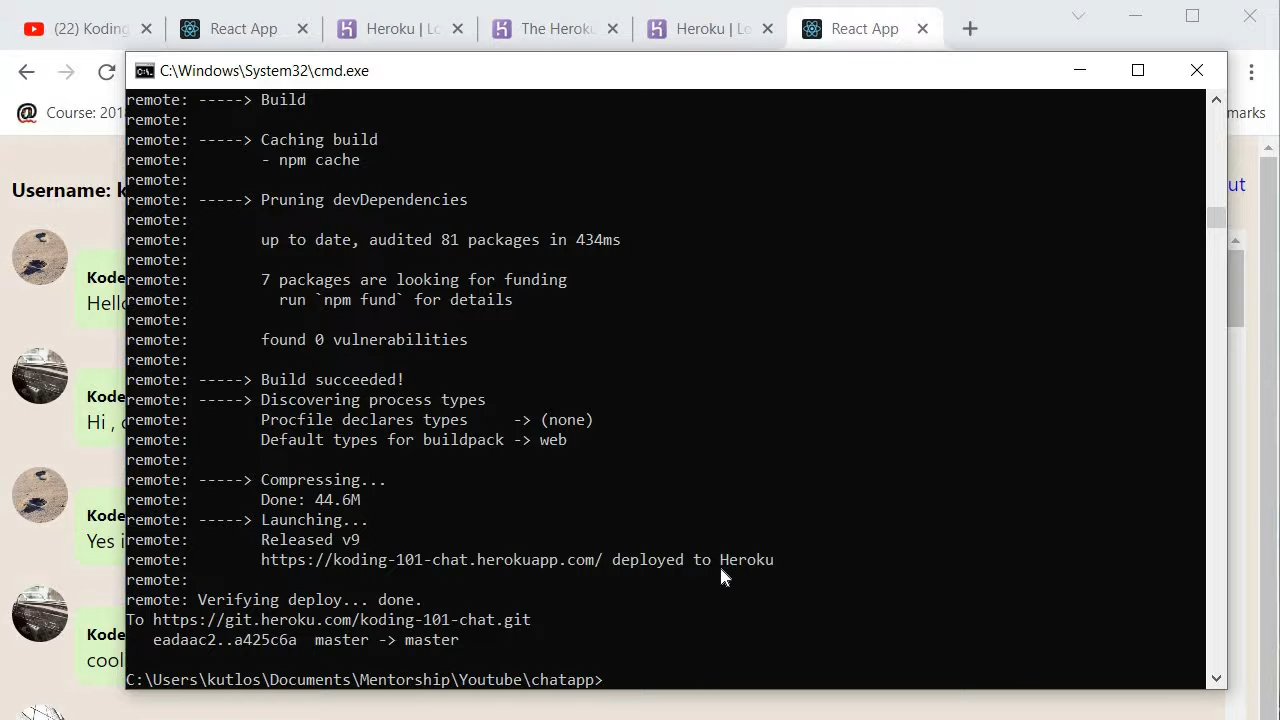 (22) Koding
React App
Heroku | Lo
The Heroku
Heroku | Lo
React App
C:\Windows\System32\cmd.exe
Course: 201
marks
Username: k
ut
Kode
Hello
Kode
Hi , c
Kode
Yes i
Kode
cool
remote: -----> Build
remote:
remote: -----> Caching build
remote:        - npm cache
remote:
remote: -----> Pruning devDependencies
remote:
remote:        up to date, audited 81 packages in 434ms
remote:
remote:        7 packages are looking for funding
remote:          run `npm fund` for details
remote:
remote:        found 0 vulnerabilities
remote:
remote: -----> Build succeeded!
remote: -----> Discovering process types
remote:        Procfile declares types     -> (none)
remote:        Default types for buildpack -> web
remote:
remote: -----> Compressing...
remote:        Done: 44.6M
remote: -----> Launching...
remote:        Released v9
remote:        https://koding-101-chat.herokuapp.com/ deployed to Heroku
remote:
remote: Verifying deploy... done.
To https://git.heroku.com/koding-101-chat.git
   eadaac2..a425c6a  master -> master
C:\Users\kutlos\Documents\Mentorship\Youtube\chatapp>